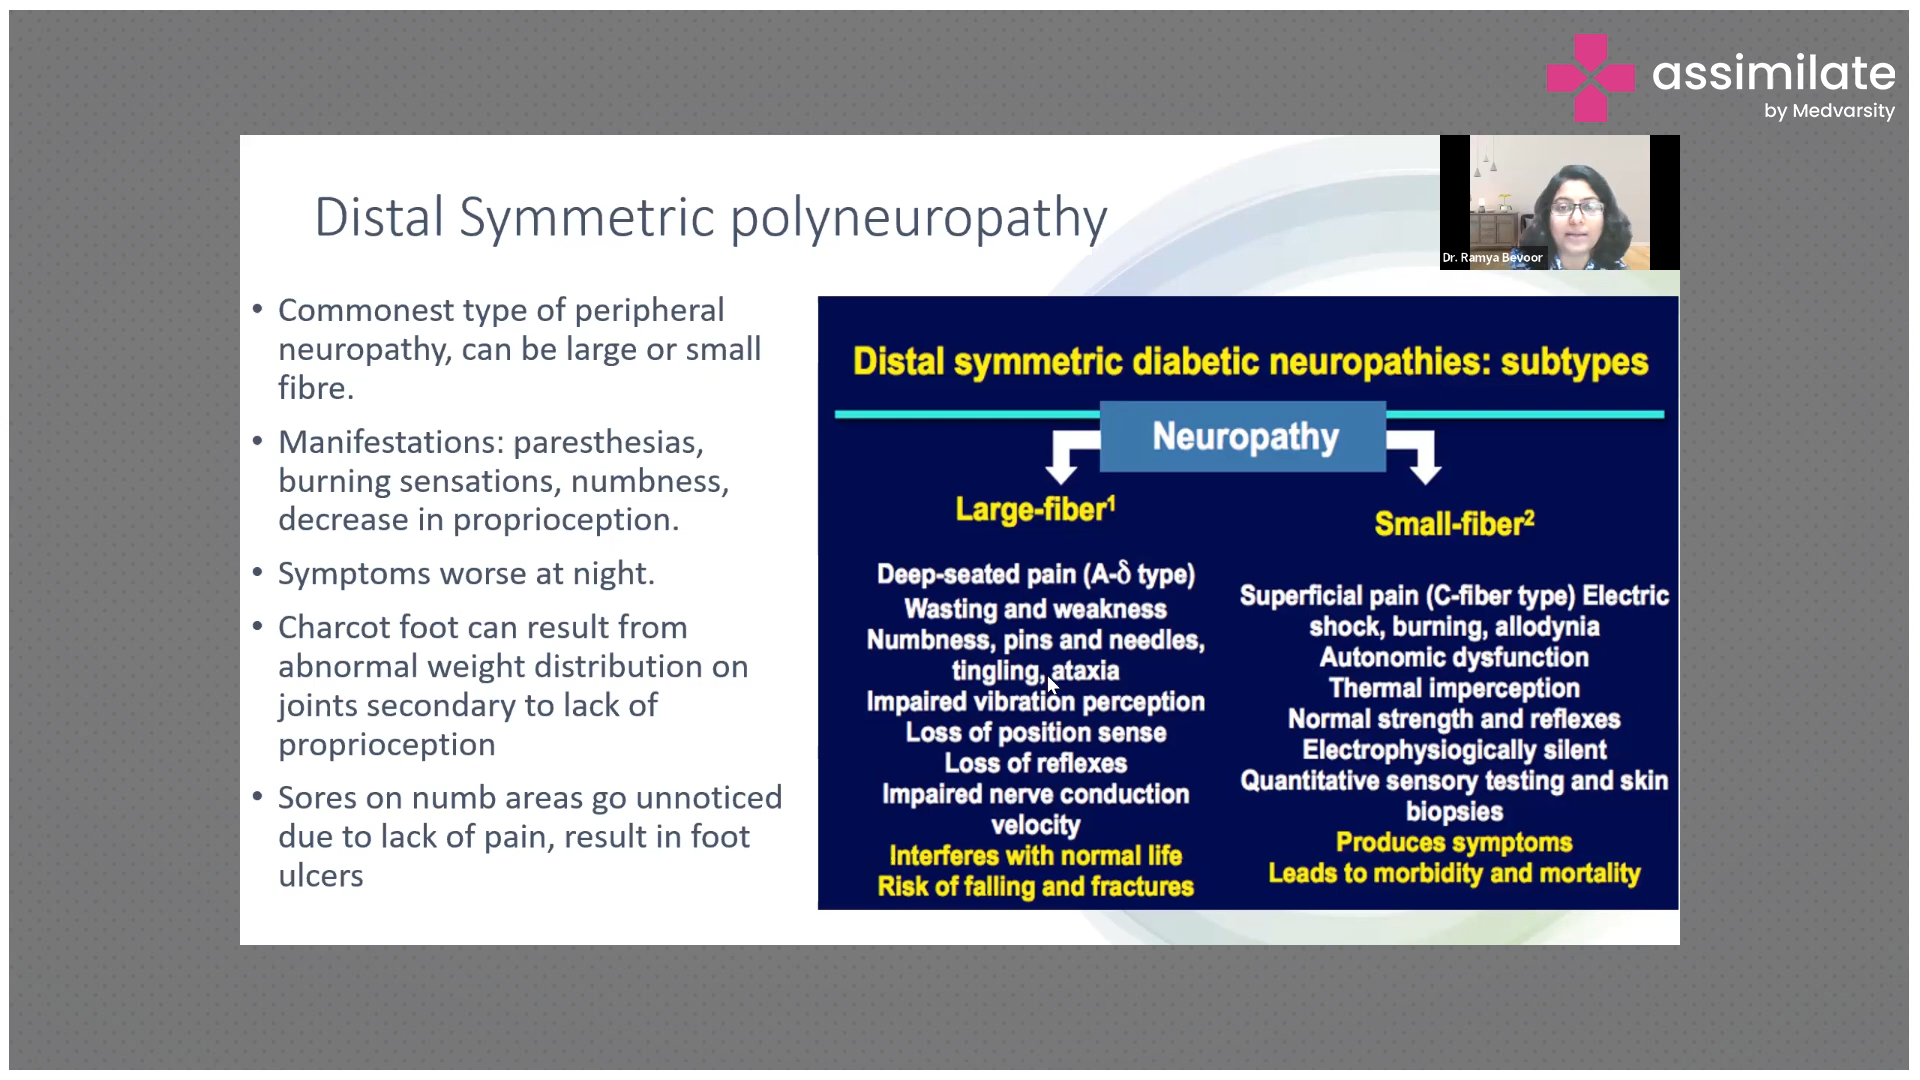 assimilate
by Medvarsity
Dr. Ramya Bevoor
Distal Symmetric polyneuropathy
• Commonest type of peripheral
neuropathy, can be large or small
fibre.
• Manifestations: paresthesias,
burning sensations, numbness,
decrease in proprioception.
• Symptoms worse at night.
• Charcot foot can result from
abnormal weight distribution on
joints secondary to lack of
proprioception
• Sores on numb areas go unnoticed
due to lack of pain, result in foot
ulcers
Distal symmetric diabetic neuropathies: subtypes
Neuropathy
Large-fiber¹
Deep-seated pain (A-δ type)
Wasting and weakness
Numbness, pins and needles,
tingling, ataxia
Impaired vibration perception
Loss of position sense
Loss of reflexes
Impaired nerve conduction
velocity
Interferes with normal life
Risk of falling and fractures
Small-fiber²
Superficial pain (C-fiber type) Electric
shock, burning, allodynia
Autonomic dysfunction
Thermal imperception
Normal strength and reflexes
Electrophysiogically silent
Quantitative sensory testing and skin
biopsies
Produces symptoms
Leads to morbidity and mortality